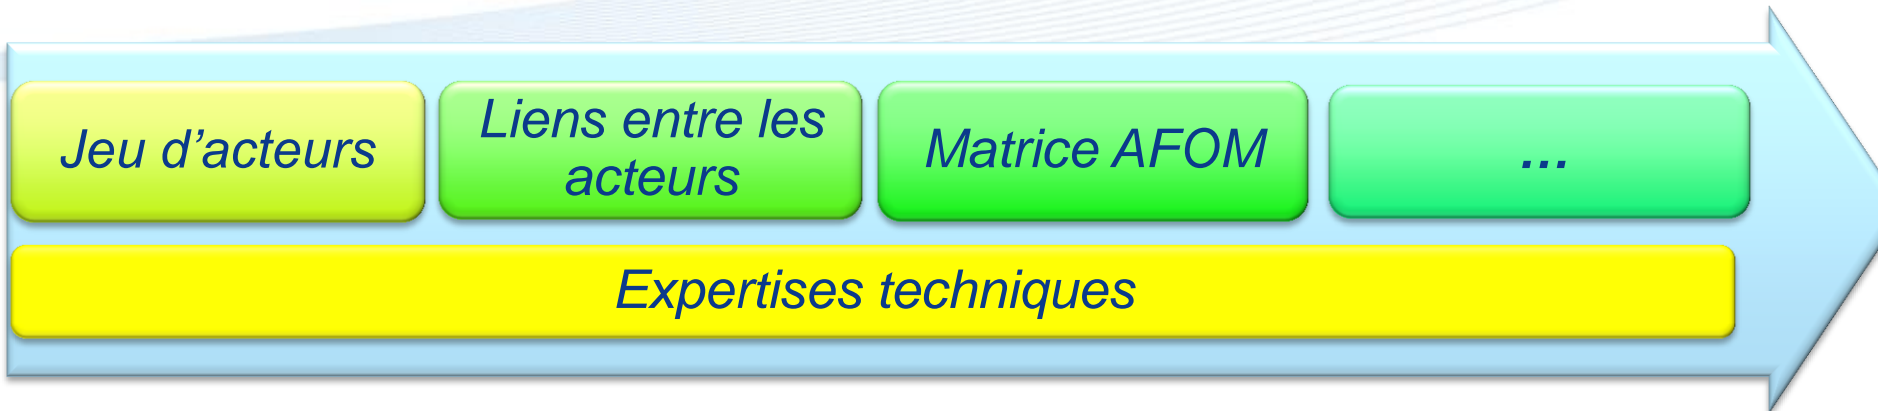 Jeu d’acteurs
Liens entre les
acteurs
Matrice AFOM
...
Expertises techniques